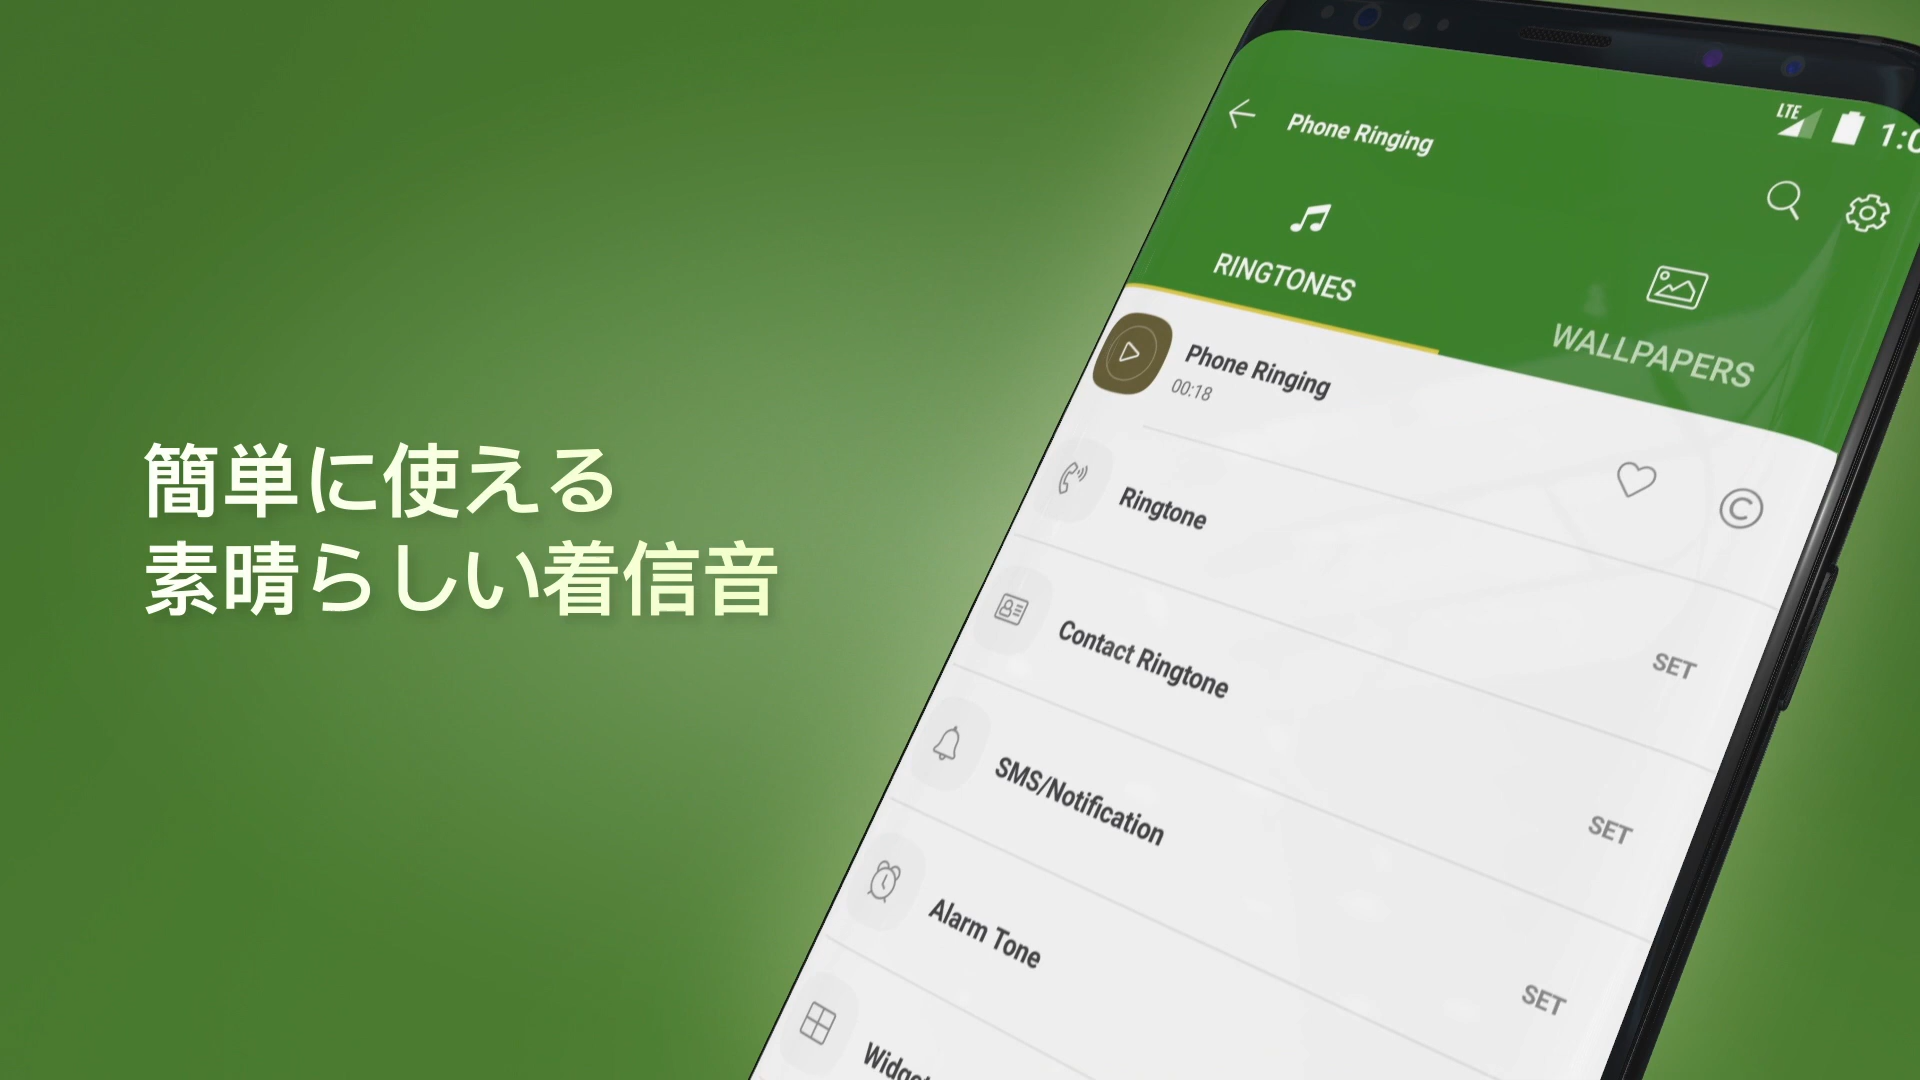 簡単に使える
素晴らしい着信音
LTE
Phone Ringing
RINGTONES
WALLPAPERS
Phone Ringing
00:18
Ringtone
SET
Contact Ringtone
SET
SMS/Notification
SET
Alarm Tone